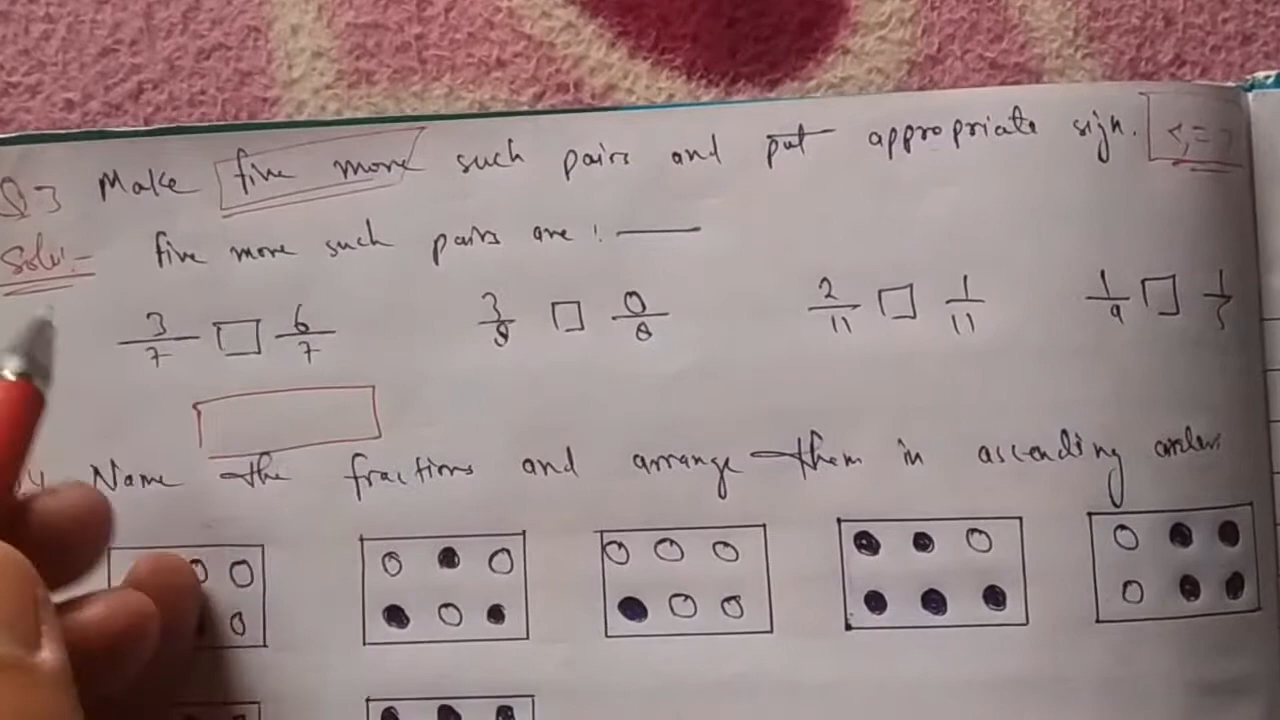 Q3 Make five more such pairs and put appropriate sign. <, =, >
Solu:- five more such pairs are : —
3/7 □ 6/7 3/8 □ 0/8 2/11 □ 1/11 1/9 □ 1/5
Name the fractions and arrange them in ascending order.